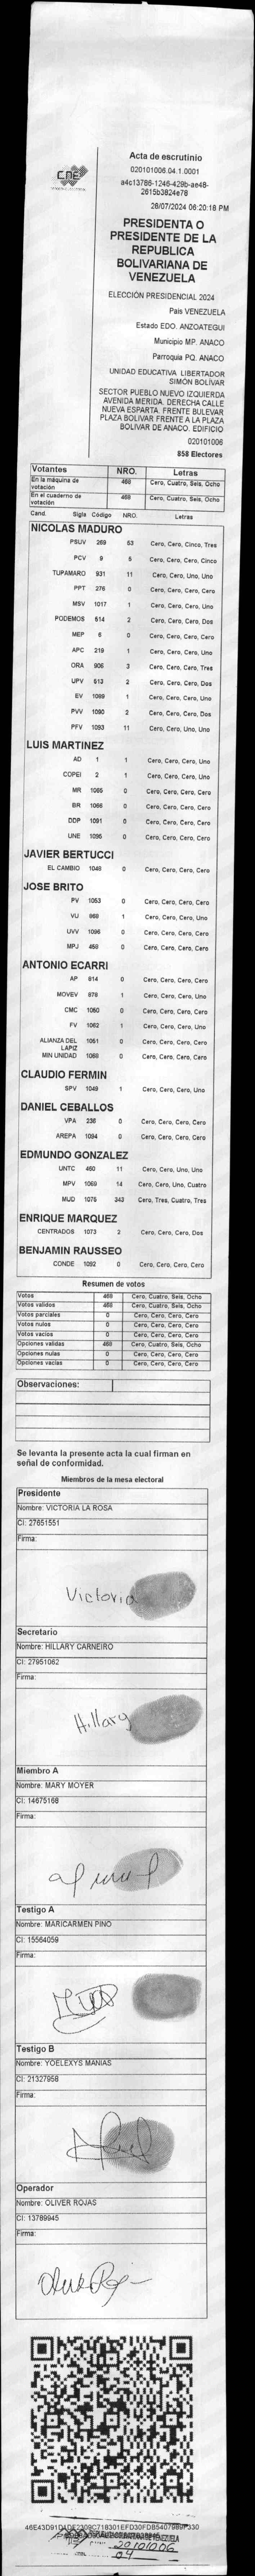 CNE
Acta de escrutinio
020101006.04.1.0001
a4c13786-1246-429b-ae48-
2615b3824e78
28/07/2024 06:20:18 PM
PRESIDENTA O
PRESIDENTE DE LA
REPUBLICA
BOLIVARIANA DE
VENEZUELA
ELECCIÓN PRESIDENCIAL 2024
Pais VENEZUELA
Estado EDO. ANZOATEGUI
Municipio MP. ANACO
Parroquia PQ. ANACO
UNIDAD EDUCATIVA LIBERTADOR
SIMÓN BOLÍVAR
SECTOR PUEBLO NUEVO IZQUIERDA
AVENIDA MERIDA. DERECHA CALLE
NUEVA ESPARTA. FRENTE BULEVAR
PLAZA BOLIVAR FRENTE A LA PLAZA
BOLIVAR DE ANACO. EDIFICIO
020101006
858 Electores
Votantes NRO. Letras
En la máquina de votación 468 Cero, Cuatro, Seis, Ocho
En el cuaderno de votación 468 Cero, Cuatro, Seis, Ocho
Cand. Sigla Código NRO. Letras
NICOLAS MADURO
PSUV 269 53 Cero, Cero, Cinco, Tres
PCV 9 5 Cero, Cero, Cero, Cinco
TUPAMARO 931 11 Cero, Cero, Uno, Uno
PPT 276 0 Cero, Cero, Cero, Cero
MSV 1017 1 Cero, Cero, Cero, Uno
PODEMOS 514 2 Cero, Cero, Cero, Dos
MEP 6 0 Cero, Cero, Cero, Cero
APC 219 1 Cero, Cero, Cero, Uno
ORA 906 3 Cero, Cero, Cero, Tres
UPV 613 2 Cero, Cero, Cero, Dos
EV 1089 1 Cero, Cero, Cero, Uno
PVV 1090 2 Cero, Cero, Cero, Dos
PFV 1093 11 Cero, Cero, Uno, Uno
LUIS MARTINEZ
AD 1 1 Cero, Cero, Cero, Uno
COPEI 2 1 Cero, Cero, Cero, Uno
MR 1065 0 Cero, Cero, Cero, Cero
BR 1066 0 Cero, Cero, Cero, Cero
DDP 1091 0 Cero, Cero, Cero, Cero
UNE 1095 0 Cero, Cero, Cero, Cero
JAVIER BERTUCCI
EL CAMBIO 1048 0 Cero, Cero, Cero, Cero
JOSE BRITO
PV 1053 0 Cero, Cero, Cero, Cero
VU 868 1 Cero, Cero, Cero, Uno
UVV 1096 0 Cero, Cero, Cero, Cero
MPJ 458 0 Cero, Cero, Cero, Cero
ANTONIO ECARRI
AP 814 0 Cero, Cero, Cero, Cero
MOVEV 878 1 Cero, Cero, Cero, Uno
CMC 1050 0 Cero, Cero, Cero, Cero
FV 1062 1 Cero, Cero, Cero, Uno
ALIANZA DEL LAPIZ 1051 0 Cero, Cero, Cero, Cero
MIN UNIDAD 1068 0 Cero, Cero, Cero, Cero
CLAUDIO FERMIN
SPV 1049 1 Cero, Cero, Cero, Uno
DANIEL CEBALLOS
VPA 236 0 Cero, Cero, Cero, Cero
AREPA 1094 0 Cero, Cero, Cero, Cero
EDMUNDO GONZALEZ
UNTC 460 11 Cero, Cero, Uno, Uno
MPV 1069 14 Cero, Cero, Uno, Cuatro
MUD 1075 343 Cero, Tres, Cuatro, Tres
ENRIQUE MARQUEZ
CENTRADOS 1073 2 Cero, Cero, Cero, Dos
BENJAMIN RAUSSEO
CONDE 1092 0 Cero, Cero, Cero, Cero
Resumen de votos
Votos 468 Cero, Cuatro, Seis, Ocho
Votos validos 468 Cero, Cuatro, Seis, Ocho
Votos parciales 0 Cero, Cero, Cero, Cero
Votos nulos 0 Cero, Cero, Cero, Cero
Votos vacios 0 Cero, Cero, Cero, Cero
Opciones validas 468 Cero, Cuatro, Seis, Ocho
Opciones nulas 0 Cero, Cero, Cero, Cero
Opciones vacias 0 Cero, Cero, Cero, Cero
Observaciones:
Se levanta la presente acta la cual firman en
señal de conformidad.
Miembros de la mesa electoral
Presidente
Nombre: VICTORIA LA ROSA
CI: 27651551
Firma:
Victoria
Secretario
Nombre: HILLARY CARNEIRO
CI: 27951062
Firma:
Hillary
Miembro A
Nombre: MARY MOYER
CI: 14675168
Firma:
Testigo A
Nombre: MARICARMEN PINO
CI: 15564059
Firma:
Testigo B
Nombre: YOELEXYS MANIAS
CI: 21327958
Firma:
Operador
Nombre: OLIVER ROJAS
CI: 13789945
Firma:
20101006
04